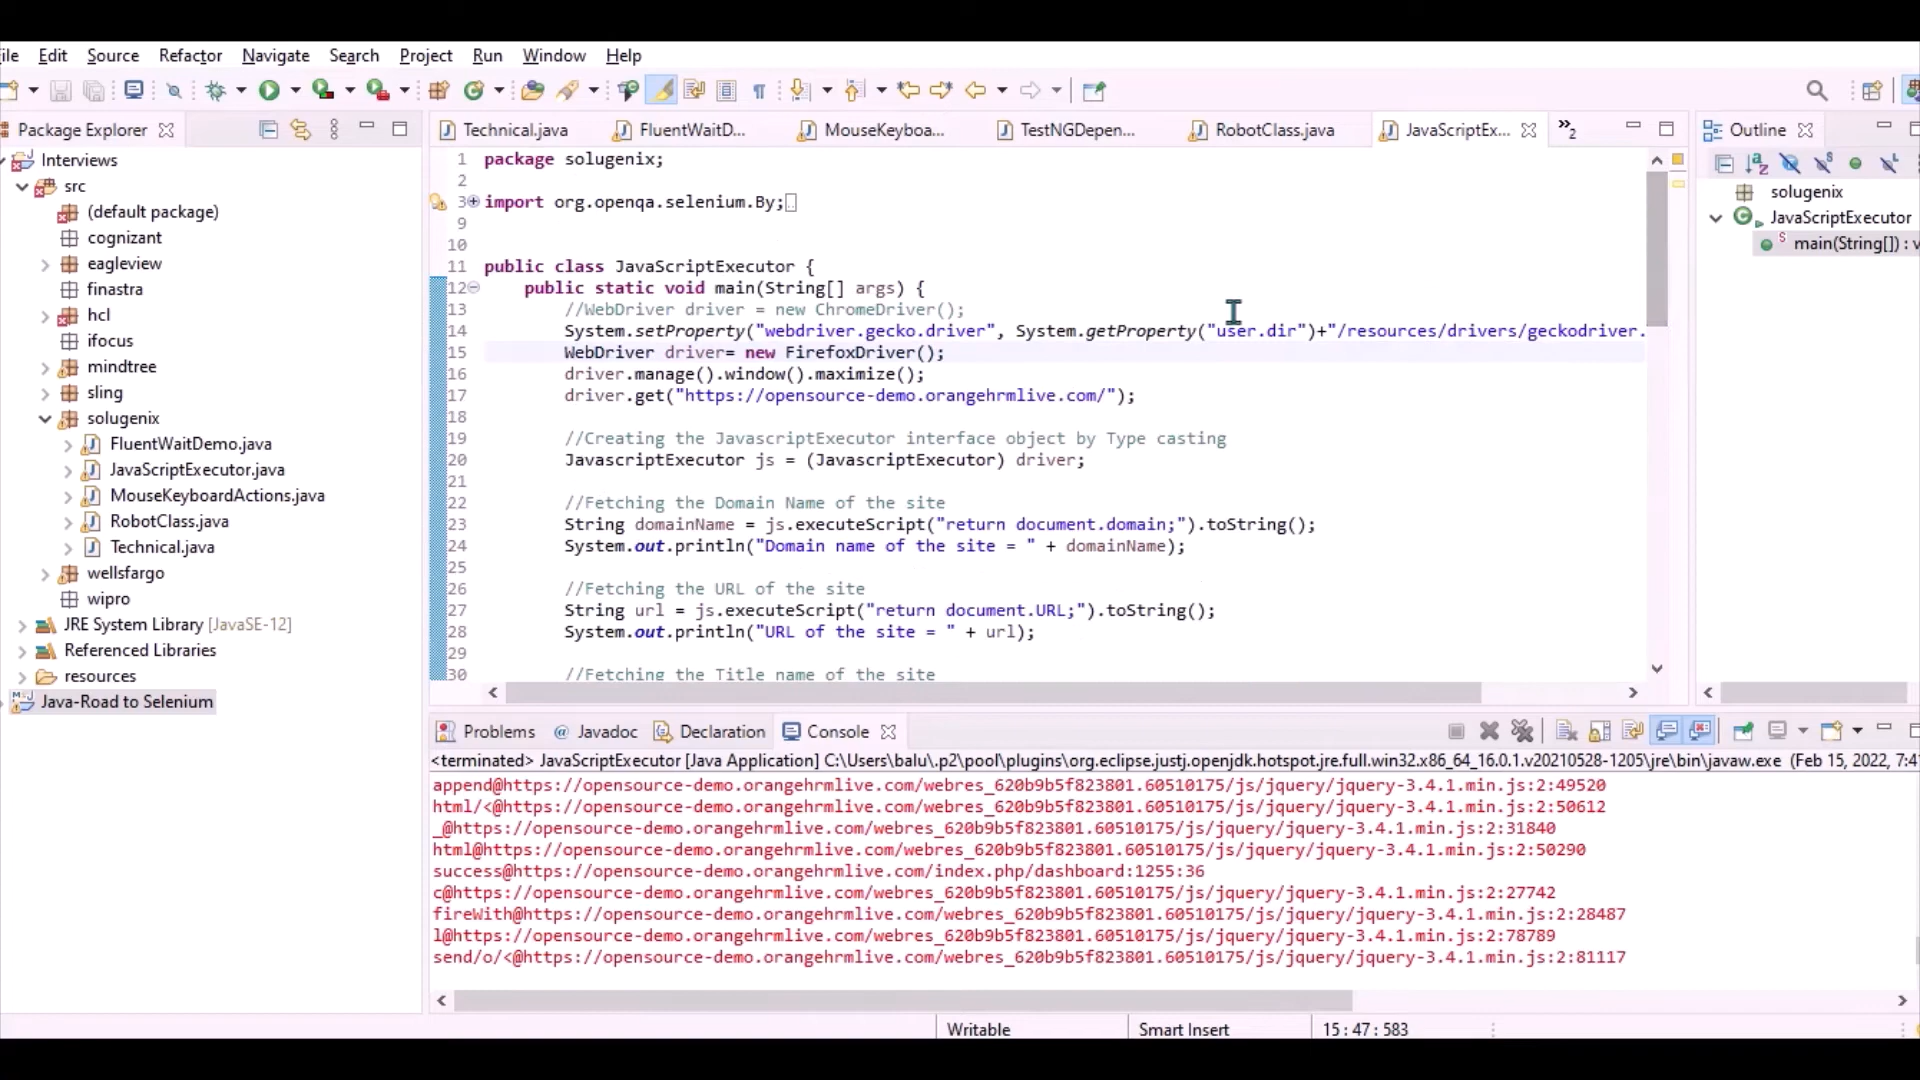 ile Edit Source Refactor Navigate Search Project Run Window Help
Package Explorer
Interviews
src
(default package)
cognizant
eagleview
finastra
hcl
ifocus
mindtree
sling
solugenix
FluentWaitDemo.java
JavaScriptExecutor.java
MouseKeyboardActions.java
RobotClass.java
Technical.java
wellsfargo
wipro
JRE System Library [JavaSE-12]
Referenced Libraries
resources
Java-Road to Selenium
Technical.java FluentWaitD... MouseKeyboa... TestNGDepen... RobotClass.java JavaScriptEx... »2
1 package solugenix;
2
3 import org.openqa.selenium.By;
9
10
11 public class JavaScriptExecutor {
12 public static void main(String[] args) {
13 //WebDriver driver = new ChromeDriver();
14 System.setProperty("webdriver.gecko.driver", System.getProperty("user.dir")+"/resources/drivers/geckodriver.
15 WebDriver driver= new FirefoxDriver();
16 driver.manage().window().maximize();
17 driver.get("https://opensource-demo.orangehrmlive.com/");
18
19 //Creating the JavascriptExecutor interface object by Type casting
20 JavascriptExecutor js = (JavascriptExecutor) driver;
21
22 //Fetching the Domain Name of the site
23 String domainName = js.executeScript("return document.domain;").toString();
24 System.out.println("Domain name of the site = " + domainName);
25
26 //Fetching the URL of the site
27 String url = js.executeScript("return document.URL;").toString();
28 System.out.println("URL of the site = " + url);
29
30 //Fetching the Title name of the site
Outline
solugenix
JavaScriptExecutor
main(String[]) : v
Problems @ Javadoc Declaration Console
<terminated> JavaScriptExecutor [Java Application] C:\Users\balu\.p2\pool\plugins\org.eclipse.justj.openjdk.hotspot.jre.full.win32.x86_64_16.0.1.v20210528-1205\jre\bin\javaw.exe (Feb 15, 2022, 7:4
append@https://opensource-demo.orangehrmlive.com/webres_620b9b5f823801.60510175/js/jquery/jquery-3.4.1.min.js:2:49520
html/<@https://opensource-demo.orangehrmlive.com/webres_620b9b5f823801.60510175/js/jquery/jquery-3.4.1.min.js:2:50612
_@https://opensource-demo.orangehrmlive.com/webres_620b9b5f823801.60510175/js/jquery/jquery-3.4.1.min.js:2:31840
html@https://opensource-demo.orangehrmlive.com/webres_620b9b5f823801.60510175/js/jquery/jquery-3.4.1.min.js:2:50290
success@https://opensource-demo.orangehrmlive.com/index.php/dashboard:1255:36
c@https://opensource-demo.orangehrmlive.com/webres_620b9b5f823801.60510175/js/jquery/jquery-3.4.1.min.js:2:27742
fireWith@https://opensource-demo.orangehrmlive.com/webres_620b9b5f823801.60510175/js/jquery/jquery-3.4.1.min.js:2:28487
l@https://opensource-demo.orangehrmlive.com/webres_620b9b5f823801.60510175/js/jquery/jquery-3.4.1.min.js:2:78789
send/o/<@https://opensource-demo.orangehrmlive.com/webres_620b9b5f823801.60510175/js/jquery/jquery-3.4.1.min.js:2:81117
Writable Smart Insert 15 : 47 : 583